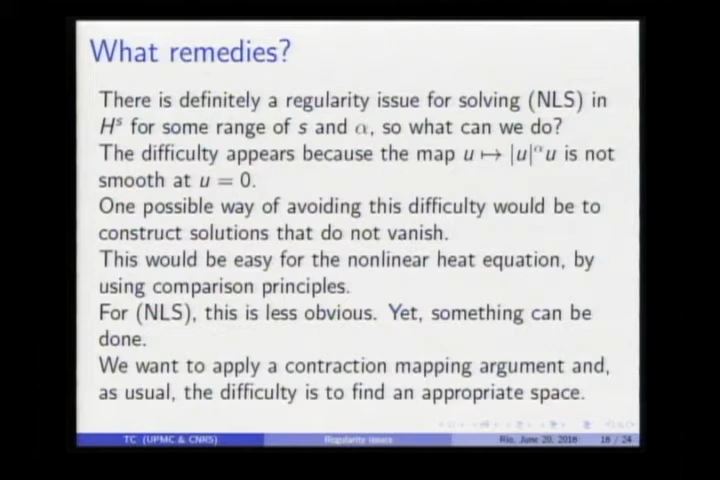 What remedies?
There is definitely a regularity issue for solving (NLS) in
Hˢ for some range of s and α, so what can we do?
The difficulty appears because the map u ↦ |u|ᵅu is not
smooth at u = 0.
One possible way of avoiding this difficulty would be to
construct solutions that do not vanish.
This would be easy for the nonlinear heat equation, by
using comparison principles.
For (NLS), this is less obvious. Yet, something can be
done.
We want to apply a contraction mapping argument and,
as usual, the difficulty is to find an appropriate space.
TC (UPMC & CNRS) Regularity issues Rio, June 20, 2016 18 / 24